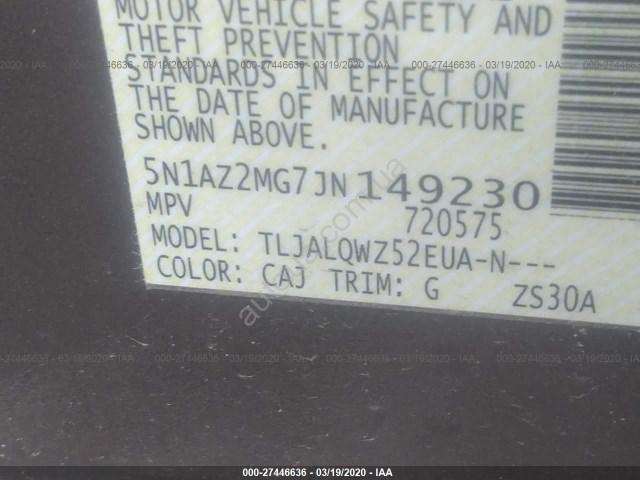 MOTOR VEHICLE SAFETY AND
THEFT PREVENTION
STANDARDS IN EFFECT ON
THE DATE OF MANUFACTURE
SHOWN ABOVE.
5N1AZ2MG7JN149230
MPV 720575
MODEL: TLJALQWZ52EUA-N---
COLOR: CAJ TRIM: G ZS30A
000-27446636 - 03/19/2020 - IAA